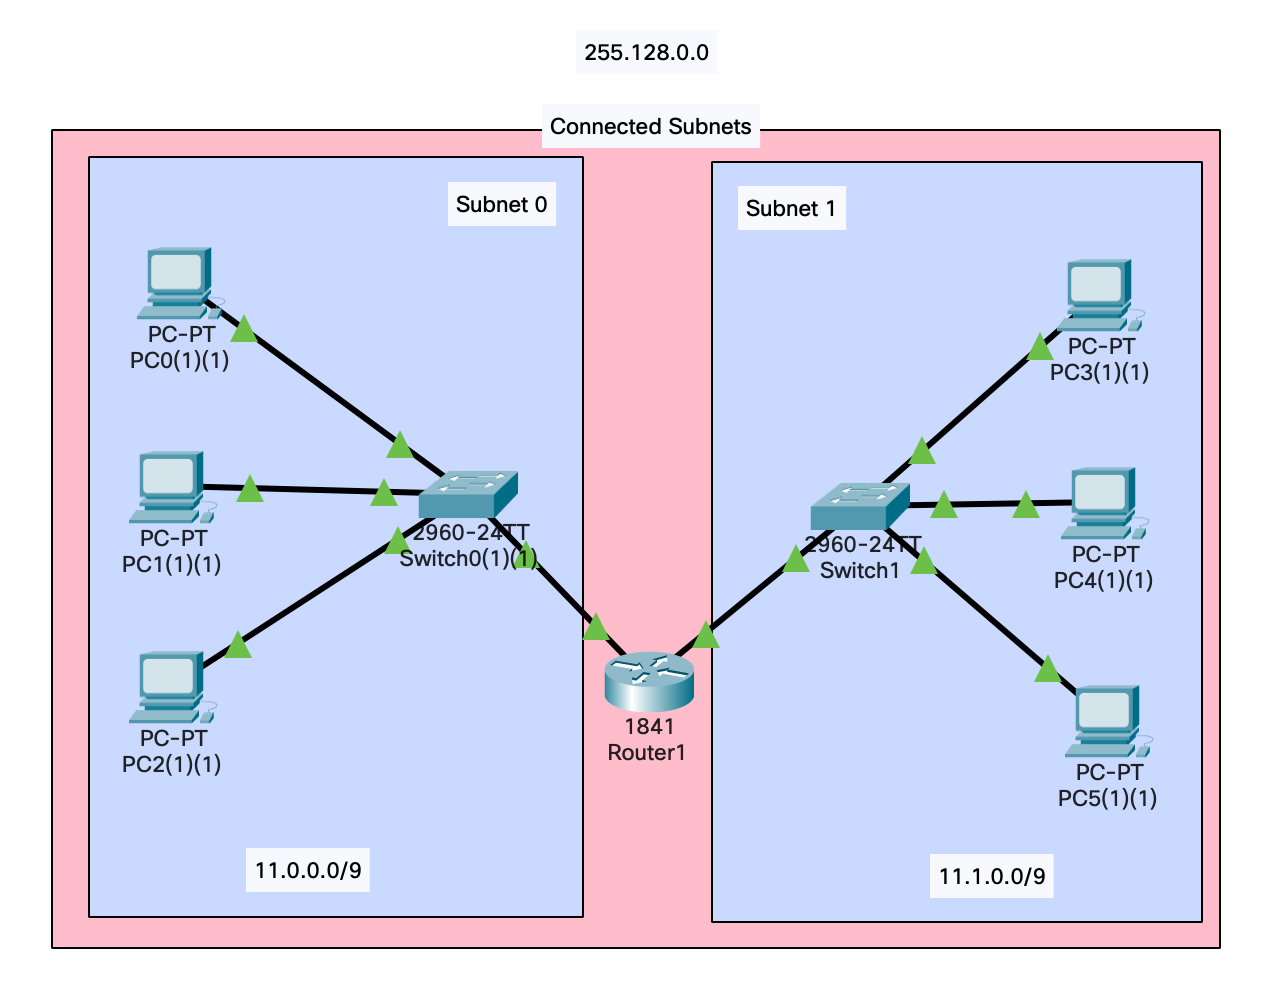 255.128.0.0
Connected Subnets
Subnet 0
Subnet 1
PC-PT
PC0(1)(1)
PC-PT
PC3(1)(1)
PC-PT
PC1(1)(1)
2960-24TT
Switch0(1)(1)
2960-24TT
Switch1
PC-PT
PC4(1)(1)
PC-PT
PC2(1)(1)
1841
Router1
PC-PT
PC5(1)(1)
11.0.0.0/9
11.1.0.0/9